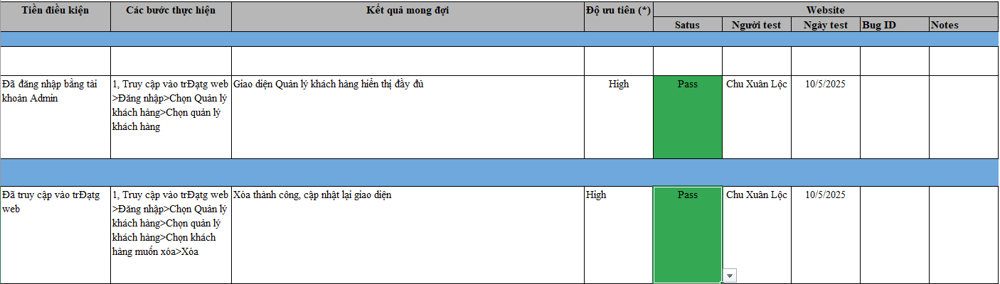 Tiền điều kiện
Các bước thực hiện
Kết quả mong đợi
Độ ưu tiên (*)
Website
Satus
Người test
Ngày test
Bug ID
Notes
Đã đăng nhập bằng tài
khoản Admin
1, Truy cập vào trĐạtg web
>Đăng nhập>Chọn Quản lý
khách hàng>Chọn quản lý
khách hàng
Giao diện Quản lý khách hàng hiển thị đầy đủ
High
Pass
Chu Xuân Lộc
10/5/2025
Đã truy cập vào trĐạtg
web
1, Truy cập vào trĐạtg web
>Đăng nhập>Chọn Quản lý
khách hàng>Chọn quản lý
khách hàng>Chọn khách
hàng muốn xóa>Xóa
Xóa thành công, cập nhật lại giao diện
High
Pass
Chu Xuân Lộc
10/5/2025